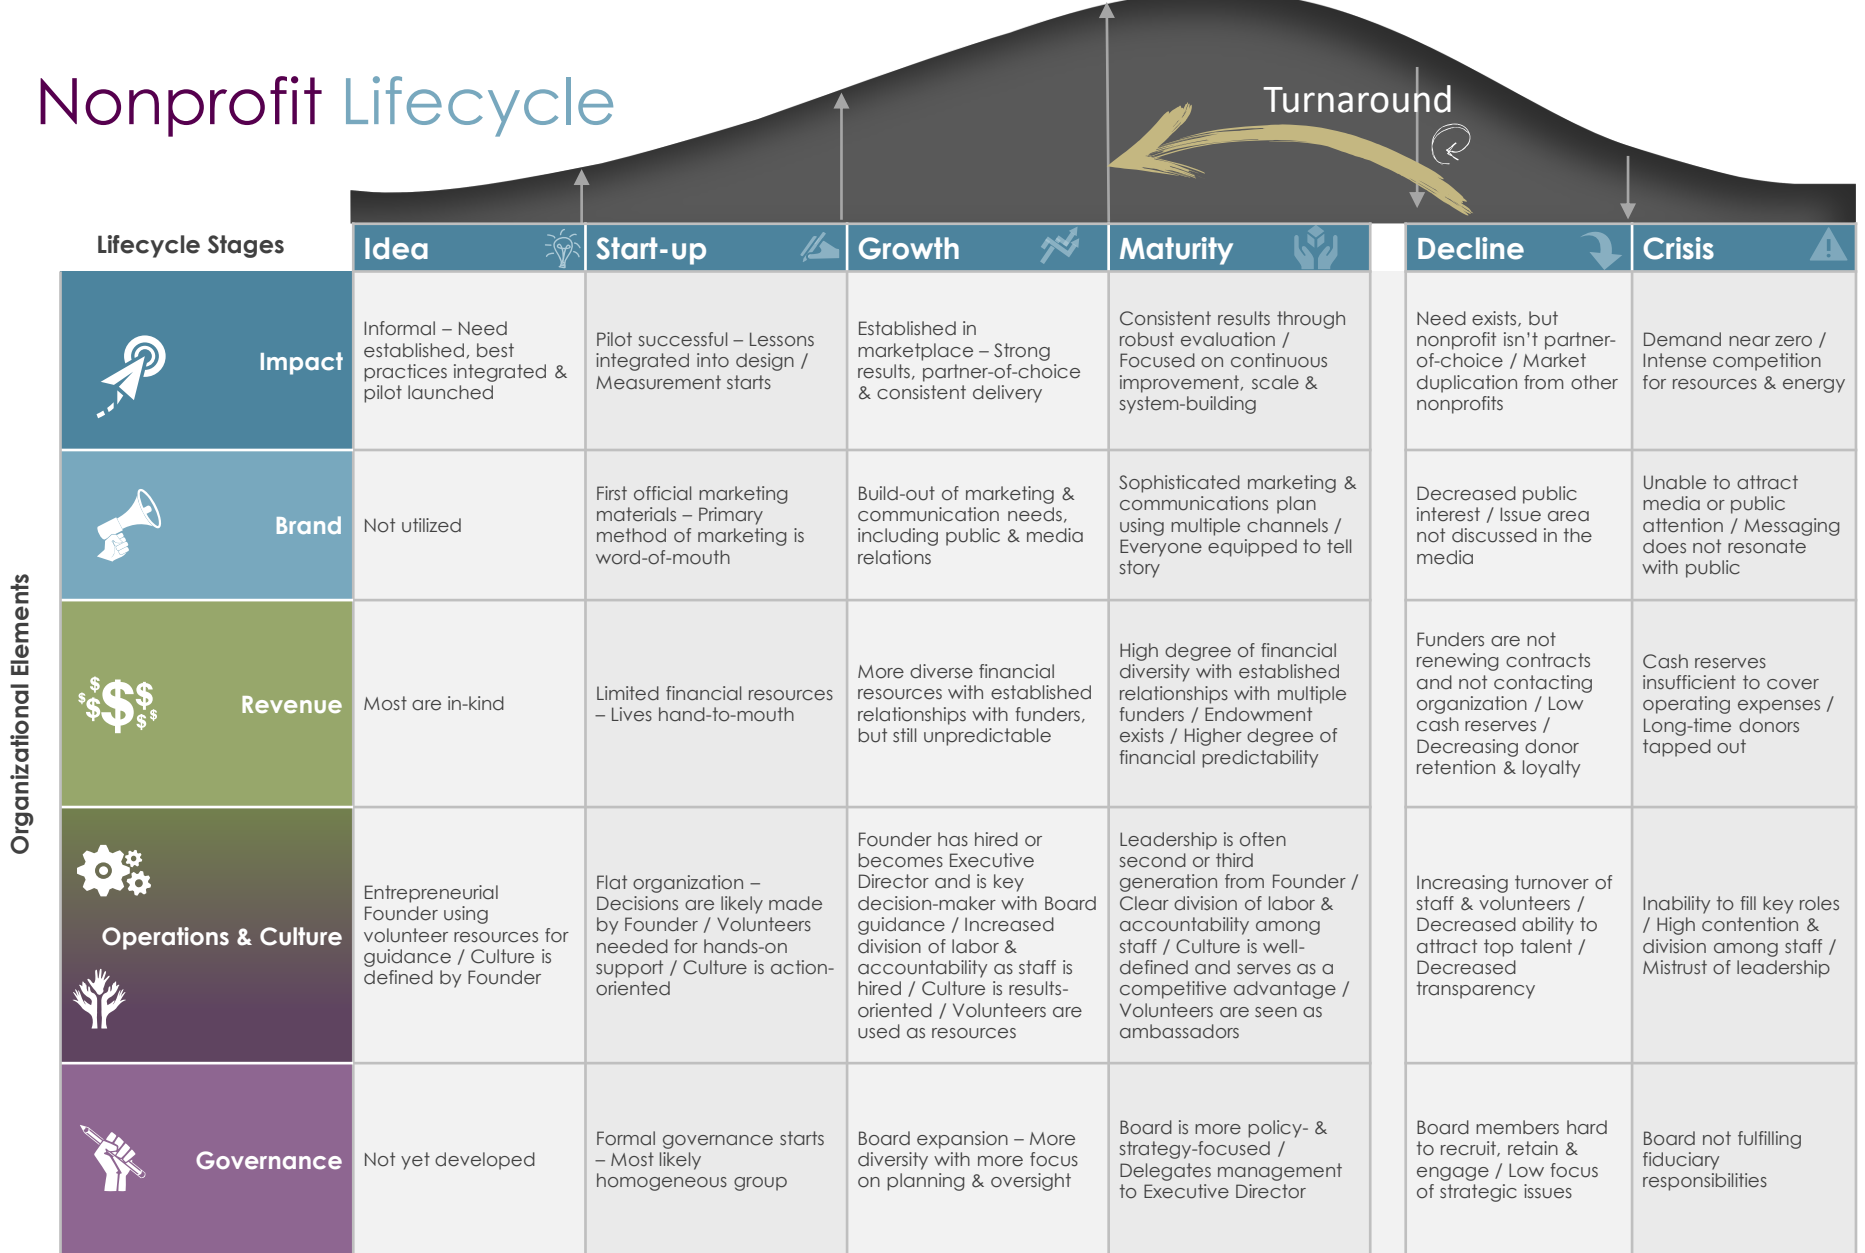 Nonprofit Lifecycle
Turnaround
Lifecycle Stages
Idea
Start-up
Growth
Maturity
Decline
Crisis
Organizational Elements
Impact
Informal – Need
established, best
practices integrated &
pilot launched
Pilot successful – Lessons
integrated into design /
Measurement starts
Established in
marketplace – Strong
results, partner-of-choice
& consistent delivery
Consistent results through
robust evaluation /
Focused on continuous
improvement, scale &
system-building
Need exists, but
nonprofit isn’t partner-
of-choice / Market
duplication from other
nonprofits
Demand near zero /
Intense competition
for resources & energy
Brand
Not utilized
First official marketing
materials – Primary
method of marketing is
word-of-mouth
Build-out of marketing &
communication needs,
including public & media
relations
Sophisticated marketing &
communications plan
using multiple channels /
Everyone equipped to tell
story
Decreased public
interest / Issue area
not discussed in the
media
Unable to attract
media or public
attention / Messaging
does not resonate
with public
Revenue
Most are in-kind
Limited financial resources
– Lives hand-to-mouth
More diverse financial
resources with established
relationships with funders,
but still unpredictable
High degree of financial
diversity with established
relationships with multiple
funders / Endowment
exists / Higher degree of
financial predictability
Funders are not
renewing contracts
and not contacting
organization / Low
cash reserves /
Decreasing donor
retention & loyalty
Cash reserves
insufficient to cover
operating expenses /
Long-time donors
tapped out
Operations & Culture
Entrepreneurial
Founder using
volunteer resources for
guidance / Culture is
defined by Founder
Flat organization –
Decisions are likely made
by Founder / Volunteers
needed for hands-on
support / Culture is action-
oriented
Founder has hired or
becomes Executive
Director and is key
decision-maker with Board
guidance / Increased
division of labor &
accountability as staff is
hired / Culture is results-
oriented / Volunteers are
used as resources
Leadership is often
second or third
generation from Founder /
Clear division of labor &
accountability among
staff / Culture is well-
defined and serves as a
competitive advantage /
Volunteers are seen as
ambassadors
Increasing turnover of
staff & volunteers /
Decreased ability to
attract top talent /
Decreased
transparency
Inability to fill key roles
/ High contention &
division among staff /
Mistrust of leadership
Governance
Not yet developed
Formal governance starts
– Most likely
homogeneous group
Board expansion – More
diversity with more focus
on planning & oversight
Board is more policy- &
strategy-focused /
Delegates management
to Executive Director
Board members hard
to recruit, retain &
engage / Low focus
of strategic issues
Board not fulfilling
fiduciary
responsibilities